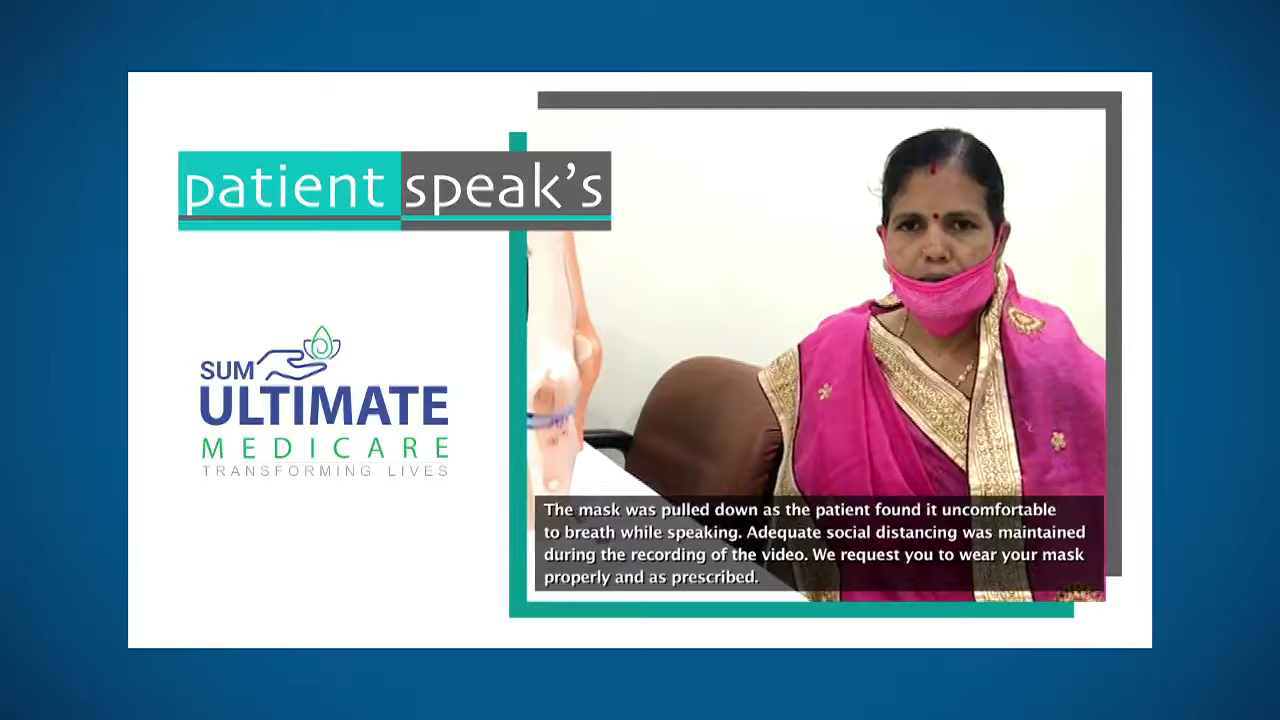 patient speak's
SUM
ULTIMATE
MEDICARE
TRANSFORMING LIVES
The mask was pulled down as the patient found it uncomfortable
to breath while speaking. Adequate social distancing was maintained
during the recording of the video. We request you to wear your mask
properly and as prescribed.